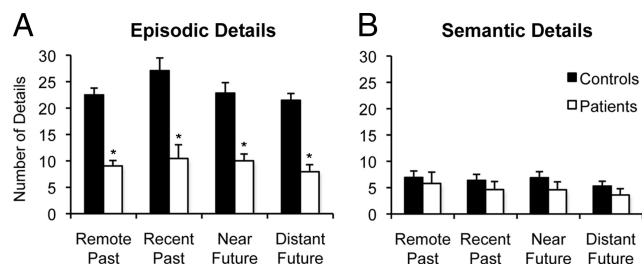 A
Episodic Details
Number of Details
30
25
20
15
10
5
0
*
*
*
*
Remote Past
Recent Past
Near Future
Distant Future
B
Semantic Details
30
25
20
15
10
5
0
Controls
Patients
Remote Past
Recent Past
Near Future
Distant Future